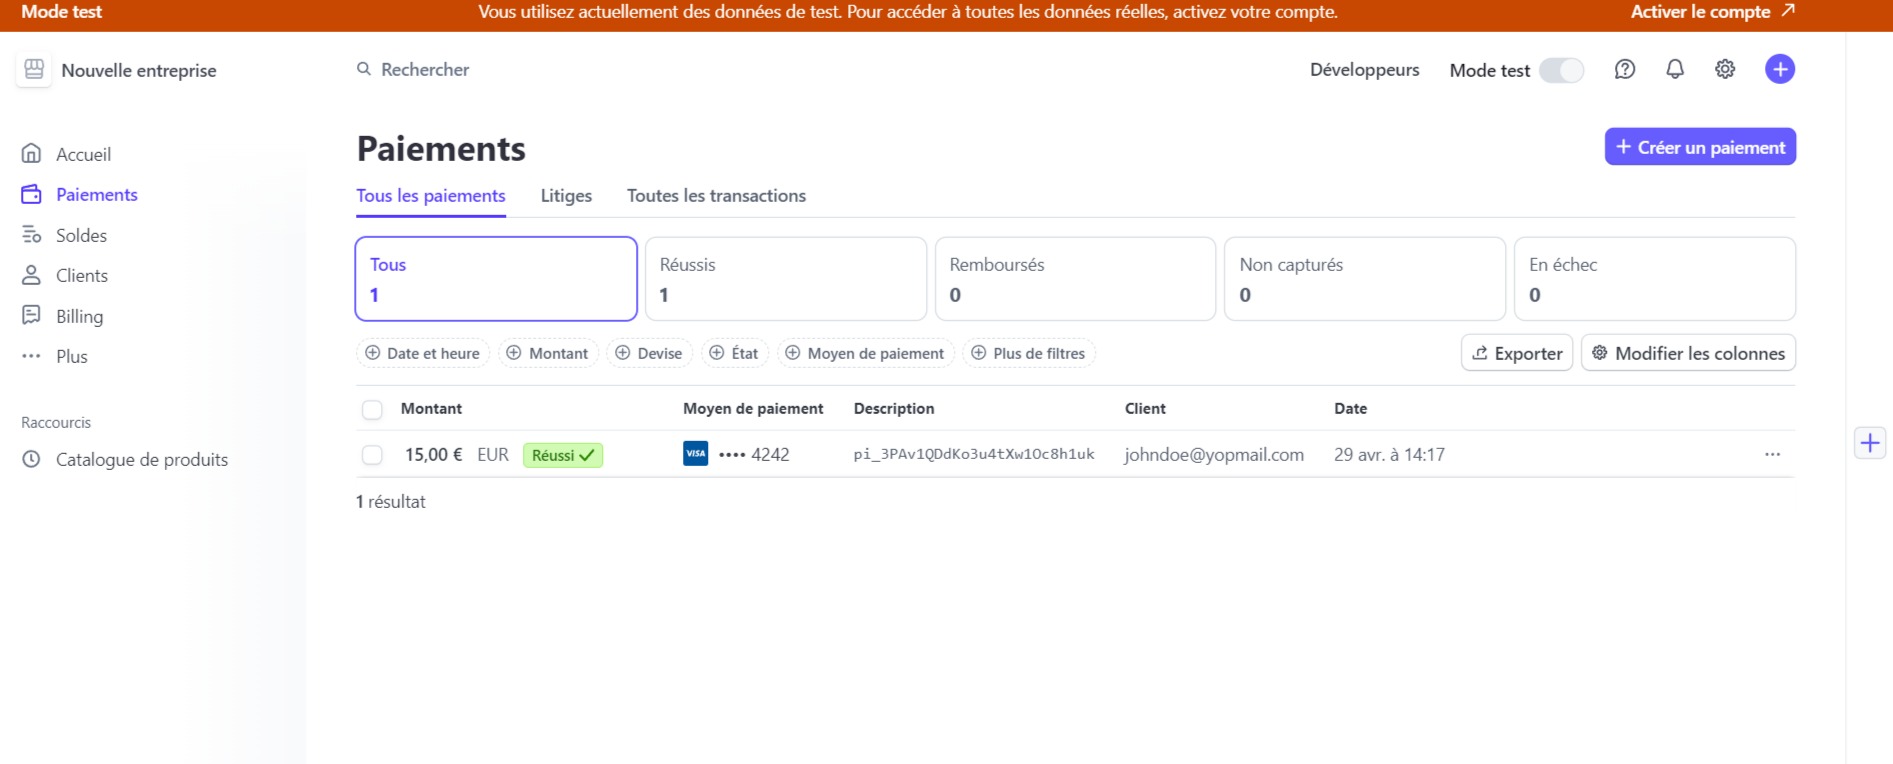 Mode test
Vous utilisez actuellement des données de test. Pour accéder à toutes les données réelles, activez votre compte.
Activer le compte
Nouvelle entreprise
Rechercher
Développeurs
Mode test
Accueil
Paiements
Soldes
Clients
Billing
Plus
Raccourcis
Catalogue de produits
Paiements
Créer un paiement
Tous les paiements
Litiges
Toutes les transactions
Tous
1
Réussis
1
Remboursés
0
Non capturés
0
En échec
0
Date et heure
Montant
Devise
État
Moyen de paiement
Plus de filtres
Exporter
Modifier les colonnes
Montant Moyen de paiement Description Client Date
15,00 € EUR Réussi VISA •••• 4242 pi_3PAv1QDdKo3u4tXw1Oc8h1uk johndoe@yopmail.com 29 avr. à 14:17
1 résultat